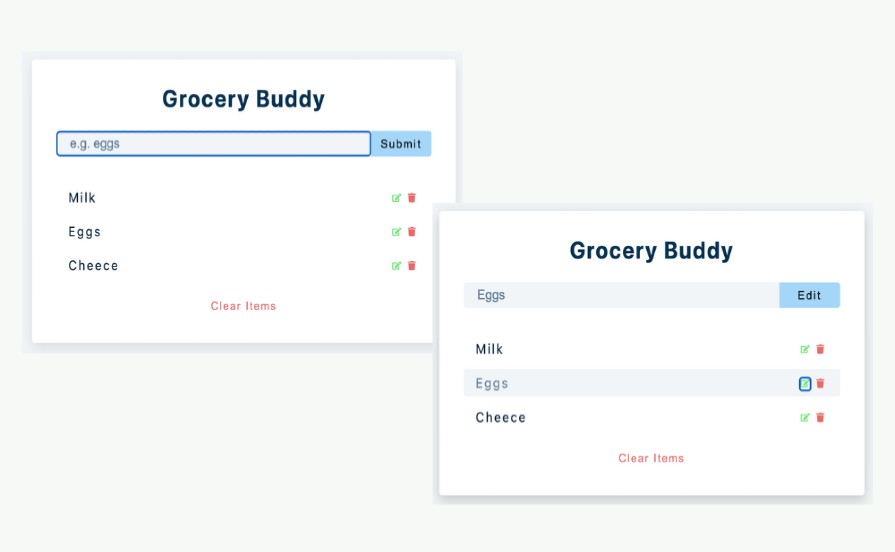 Grocery Buddy
e.g. eggs Submit
Milk
Eggs
Cheece
Clear Items
Grocery Buddy
Eggs Edit
Milk
Eggs
Cheece
Clear Items